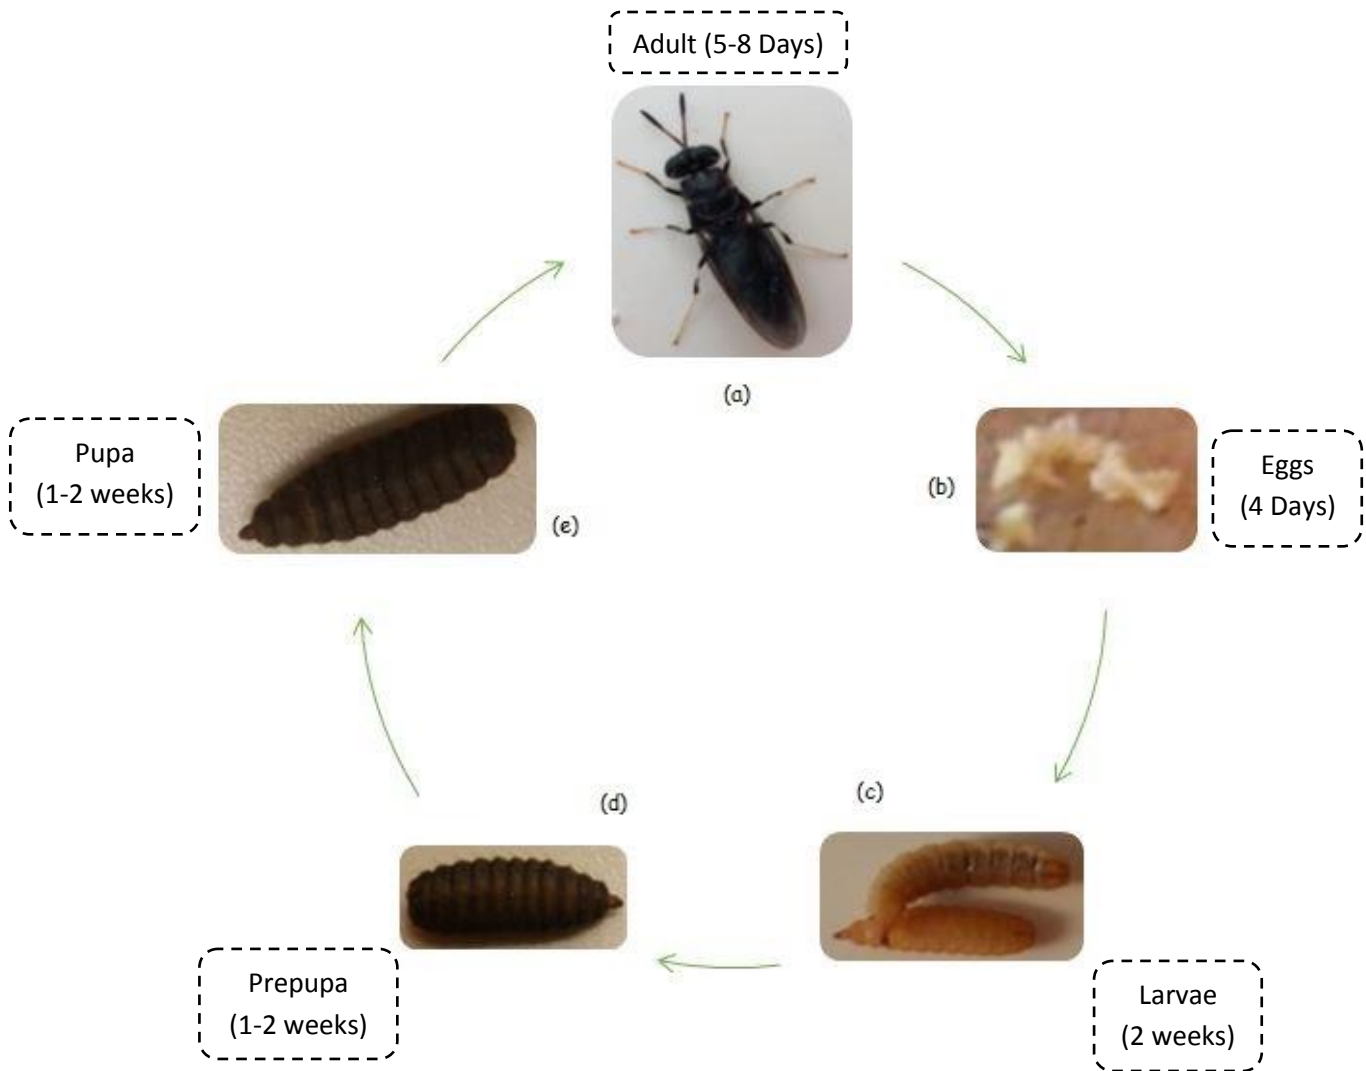 Adult (5-8 Days)
(a)
Pupa
(1-2 weeks)
(e)
(b)
Eggs
(4 Days)
(d)
(c)
Prepupa
(1-2 weeks)
Larvae
(2 weeks)